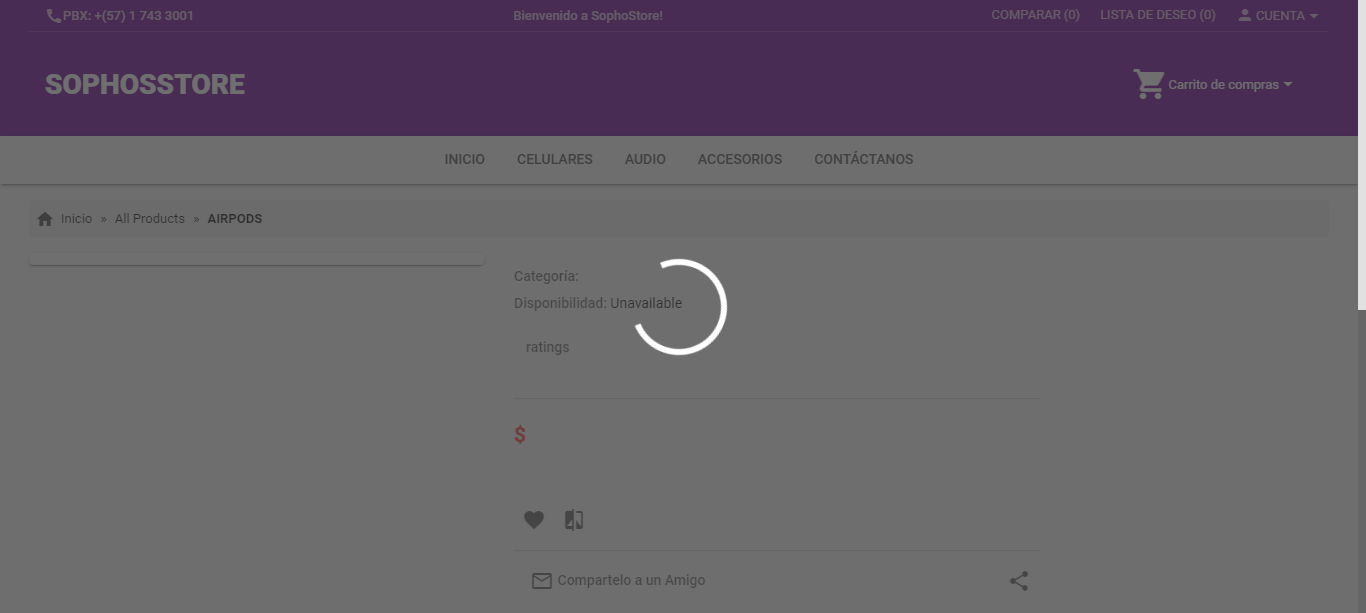 PBX: +(57) 1 743 3001 Bienvenido a SophoStore! COMPARAR (0) LISTA DE DESEO (0) CUENTA
SOPHOSSTORE Carrito de compras
INICIO CELULARES AUDIO ACCESORIOS CONTÁCTANOS
Inicio » All Products » AIRPODS
Categoría:
Disponibilidad: Unavailable
ratings
$
Compartelo a un Amigo